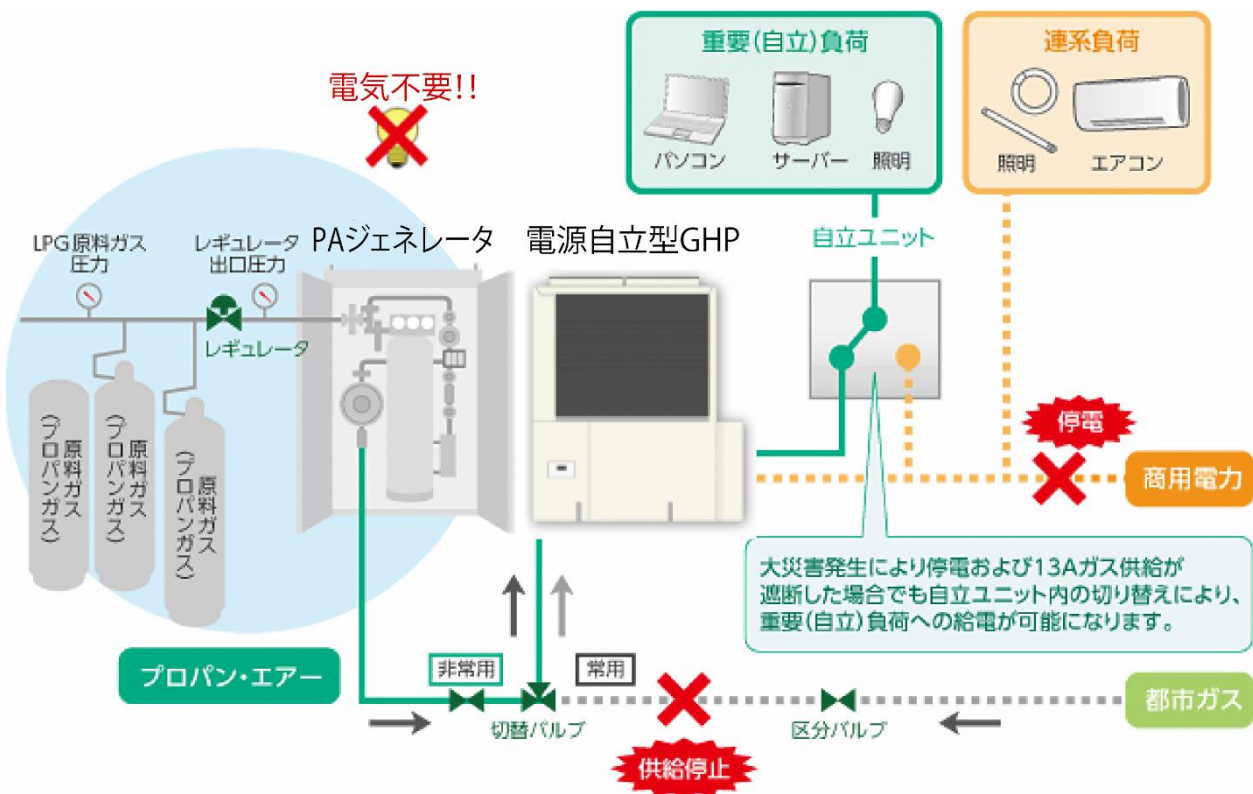 重要(自立)負荷
パソコン
サーバー
照明
連系負荷
照明
エアコン
電気不要!!
LPG原料ガス
圧力
レギュレータ
出口圧力
PAジェネレータ
電源自立型GHP
自立ユニット
レギュレータ
原料ガス
(プロパンガス)
原料ガス
(プロパンガス)
原料ガス
(プロパンガス)
停電
商用電力
大災害発生により停電および13Aガス供給が
遮断した場合でも自立ユニット内の切り替えにより、
重要(自立)負荷への給電が可能になります。
プロパン・エアー
非常用
常用
切替バルブ
区分バルブ
都市ガス
供給停止